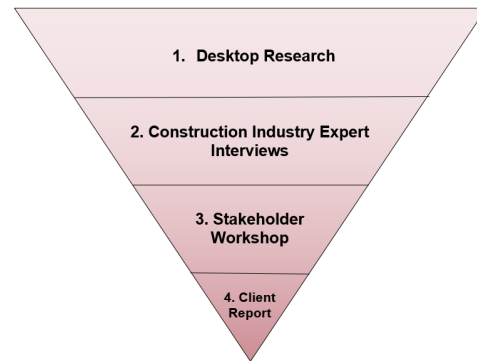 1. Desktop Research
2. Construction Industry Expert
Interviews
3. Stakeholder
Workshop
4. Client
Report